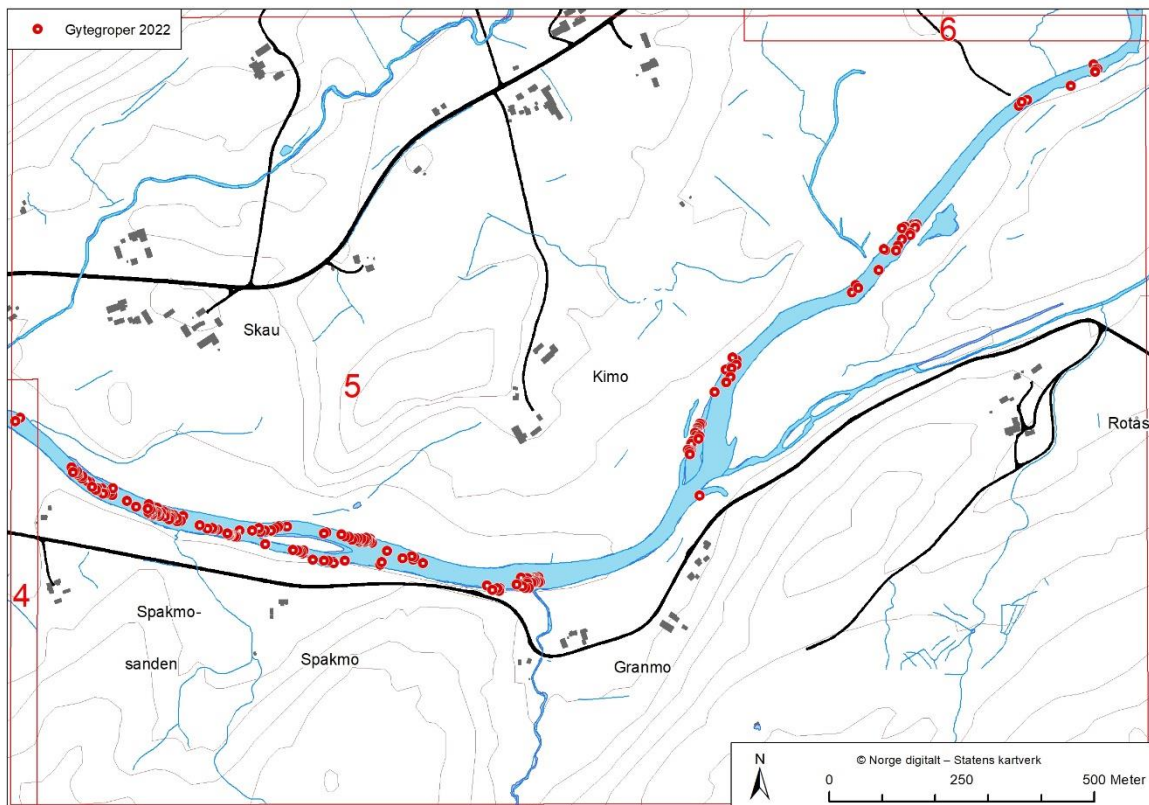 Gytegroper 2022
6
Skau
5
Kimo
Rotås
4
Spakmo-
sanden
Spakmo
Granmo
N
© Norge digitalt – Statens kartverk
0 250 500 Meter